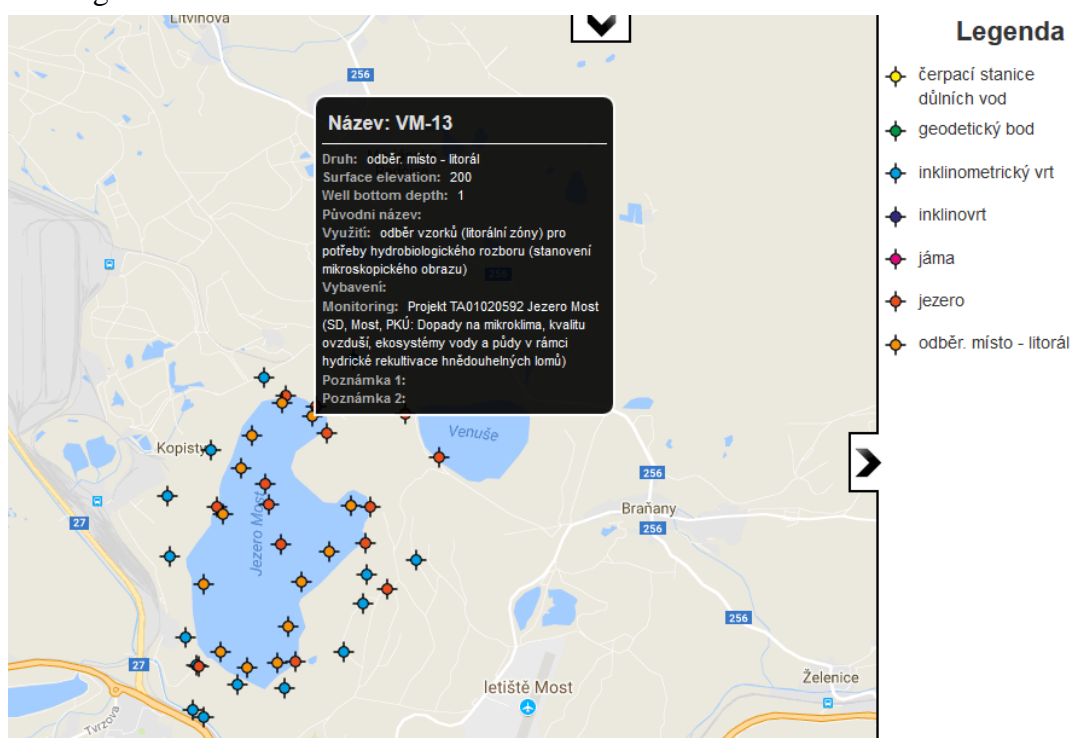 Litvínova
256
Název: VM-13
Druh: odběr. místo - litorál
Surface elevation: 200
Well bottom depth: 1
Původni název:
Využití: odběr vzorků (litorální zóny) pro
potřeby hydrobiologického rozboru (stanovení
mikroskopického obrazu)
Vybavení:
Monitoring: Projekt TA01020592 Jezero Most
(SD, Most, PKÚ: Dopady na mikroklima, kvalitu
ovzduší, ekosystémy vody a půdy v rámci
hydrické rekultivace hnědouhelných lomů)
Poznámka 1:
Poznámka 2:
256
Kopisty
Venuše
256
Braňany
256
27
Jezero Most
256
27
Želenice
letiště Most
Tvrzova
Legenda
čerpací stanice
důlních vod
geodetický bod
inklinometrický vrt
inklinovrt
jáma
jezero
odběr. místo - litorál